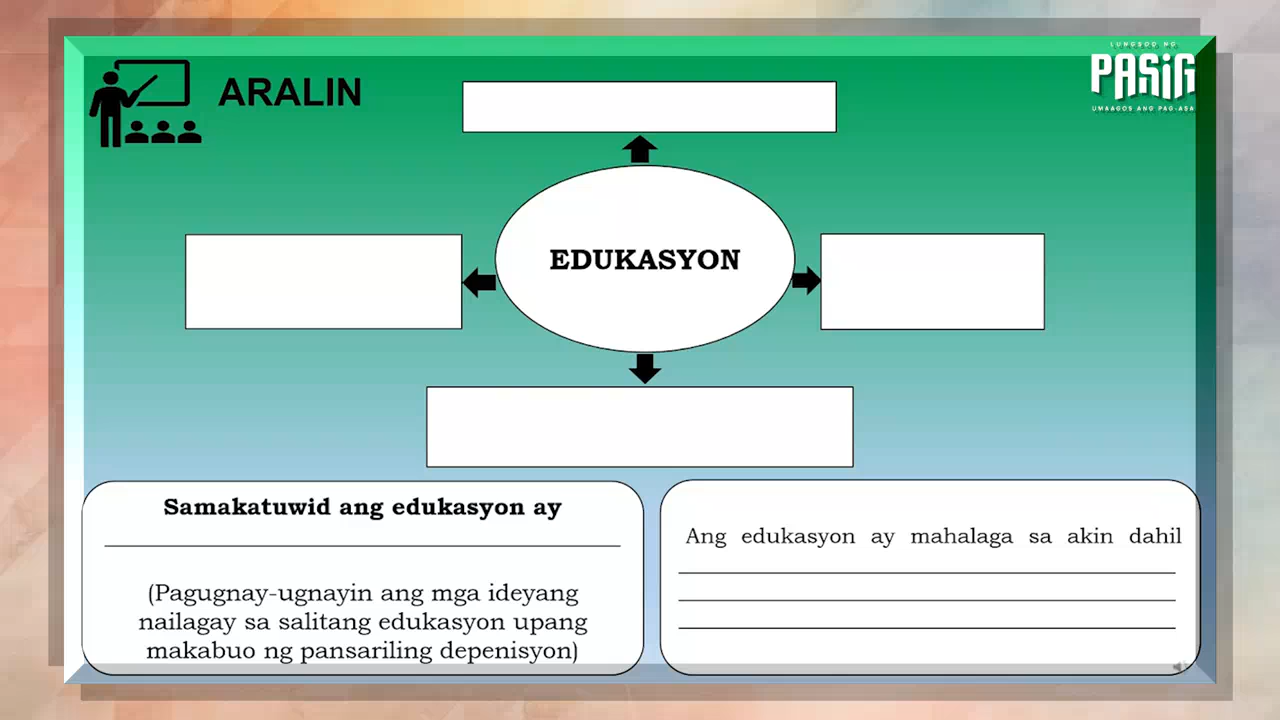 ARALIN
LUNGSOD NG
PASIG
UMAAGOS ANG PAG-ASA
EDUKASYON
Samakatuwid ang edukasyon ay
(Pagugnay-ugnayin ang mga ideyang
nailagay sa salitang edukasyon upang
makabuo ng pansariling depenisyon)
Ang edukasyon ay mahalaga sa akin dahil